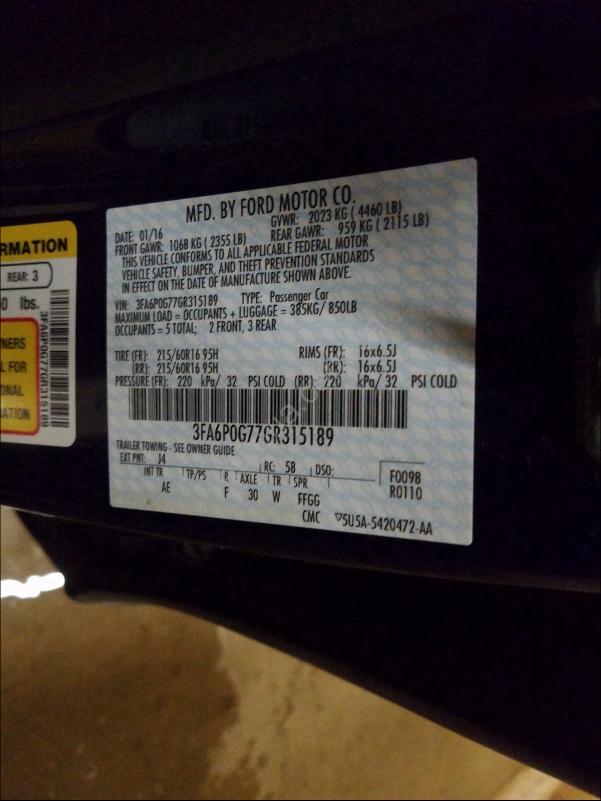 MFD. BY FORD MOTOR CO.
DATE: 01/16 GVWR: 2023 KG ( 4460 LB)
FRONT GAWR: 1068 KG ( 2355 LB) REAR GAWR: 959 KG ( 2115 LB)
THIS VEHICLE CONFORMS TO ALL APPLICABLE FEDERAL MOTOR
VEHICLE SAFETY, BUMPER, AND THEFT PREVENTION STANDARDS
IN EFFECT ON THE DATE OF MANUFACTURE SHOWN ABOVE.
VIN: 3FA6P0G77GR315189 TYPE: Passenger Car
MAXIMUM LOAD = OCCUPANTS + LUGGAGE = 385KG/ 850LB
OCCUPANTS = 5 TOTAL; 2 FRONT, 3 REAR
TIRE (FR): 215/60R16 95H RIMS (FR): 16x6.5J
(RR): 215/60R16 95H (RR): 16x6.5J
PRESSURE (FR): 220 kPa/ 32 PSI COLD (RR): 220 kPa/ 32 PSI COLD
3FA6P0G77GR315189
TRAILER TOWING - SEE OWNER GUIDE
EXT PNT: J4 RC: 58 DSO:
INT TR TP/PS R AXLE TR SPR
AE F 30 W FFGG
F0098
R0110
CMC ▽5U5A-5420472-AA
RMATION
REAR: 3
0 lbs.
NERS
L FOR
ONAL
ATION
3FA6P0G77GR315189